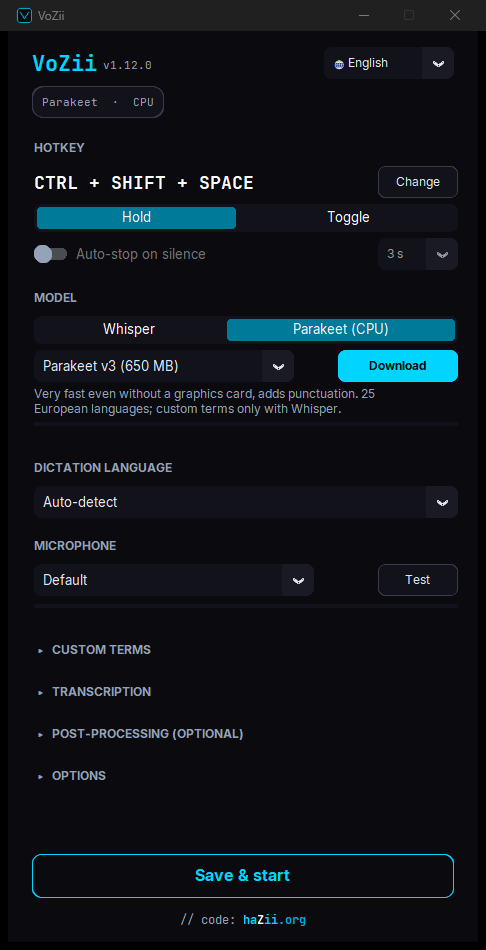 VoZii
VoZii v1.12.0
English
Parakeet · CPU
HOTKEY
CTRL + SHIFT + SPACE
Change
Hold
Toggle
Auto-stop on silence
3 s
MODEL
Whisper
Parakeet (CPU)
Parakeet v3 (650 MB)
Download
Very fast even without a graphics card, adds punctuation. 25
European languages; custom terms only with Whisper.
DICTATION LANGUAGE
Auto-detect
MICROPHONE
Default
Test
CUSTOM TERMS
TRANSCRIPTION
POST-PROCESSING (OPTIONAL)
OPTIONS
Save & start
// code: haZii.org